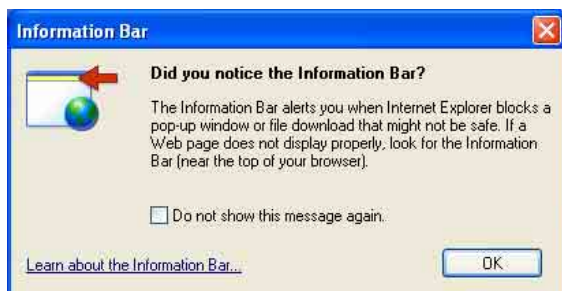 Information Bar
Did you notice the Information Bar?
The Information Bar alerts you when Internet Explorer blocks a
pop-up window or file download that might not be safe. If a
Web page does not display properly, look for the Information
Bar (near the top of your browser).
Do not show this message again.
Learn about the Information Bar...
OK